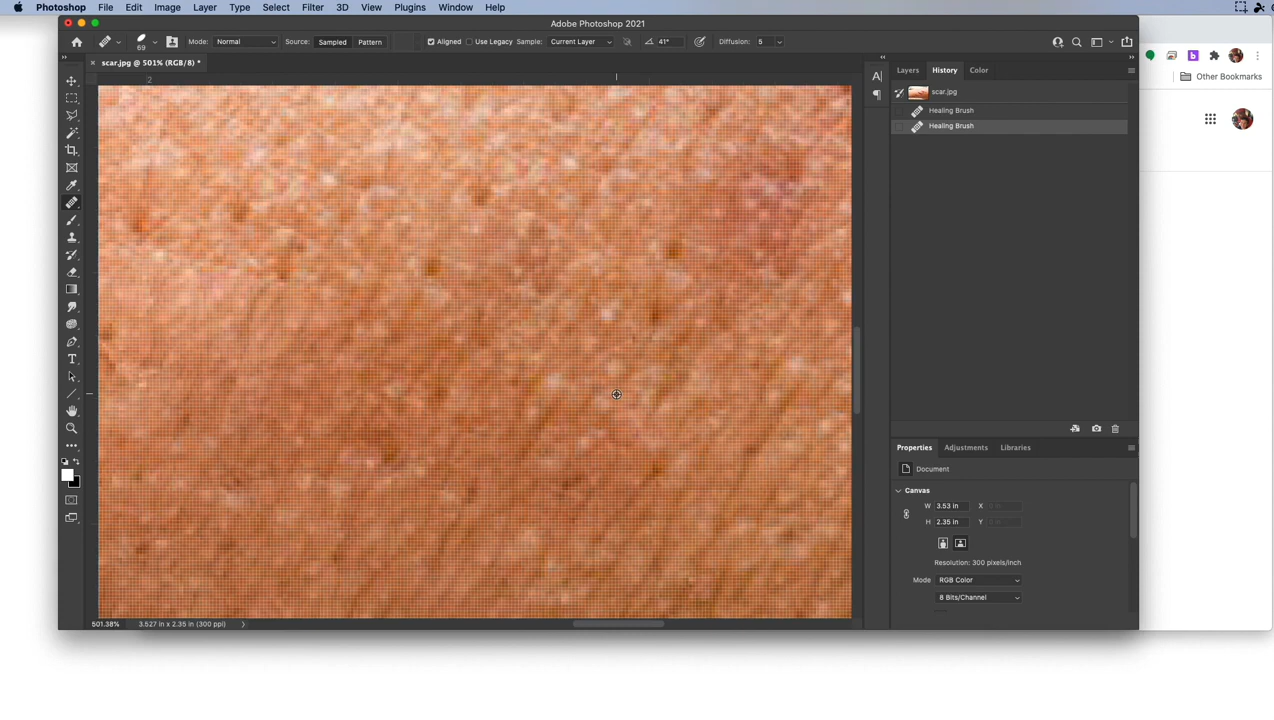 Photoshop File Edit Image Layer Type Select Filter 3D View Plugins Window Help
Adobe Photoshop 2021
69 Mode: Normal Source: Sampled Pattern Aligned Use Legacy Sample: Current Layer 41° Diffusion: 5
scar.jpg @ 501% (RGB/8) *
2
Layers History Color
scar.jpg
Healing Brush
Healing Brush
Other Bookmarks
Properties Adjustments Libraries
Document
Canvas
W 3.53 in X
H 2.35 in Y
Resolution: 300 pixels/inch
Mode RGB Color
8 Bits/Channel
501.38% 3.527 in x 2.35 in (300 ppi)